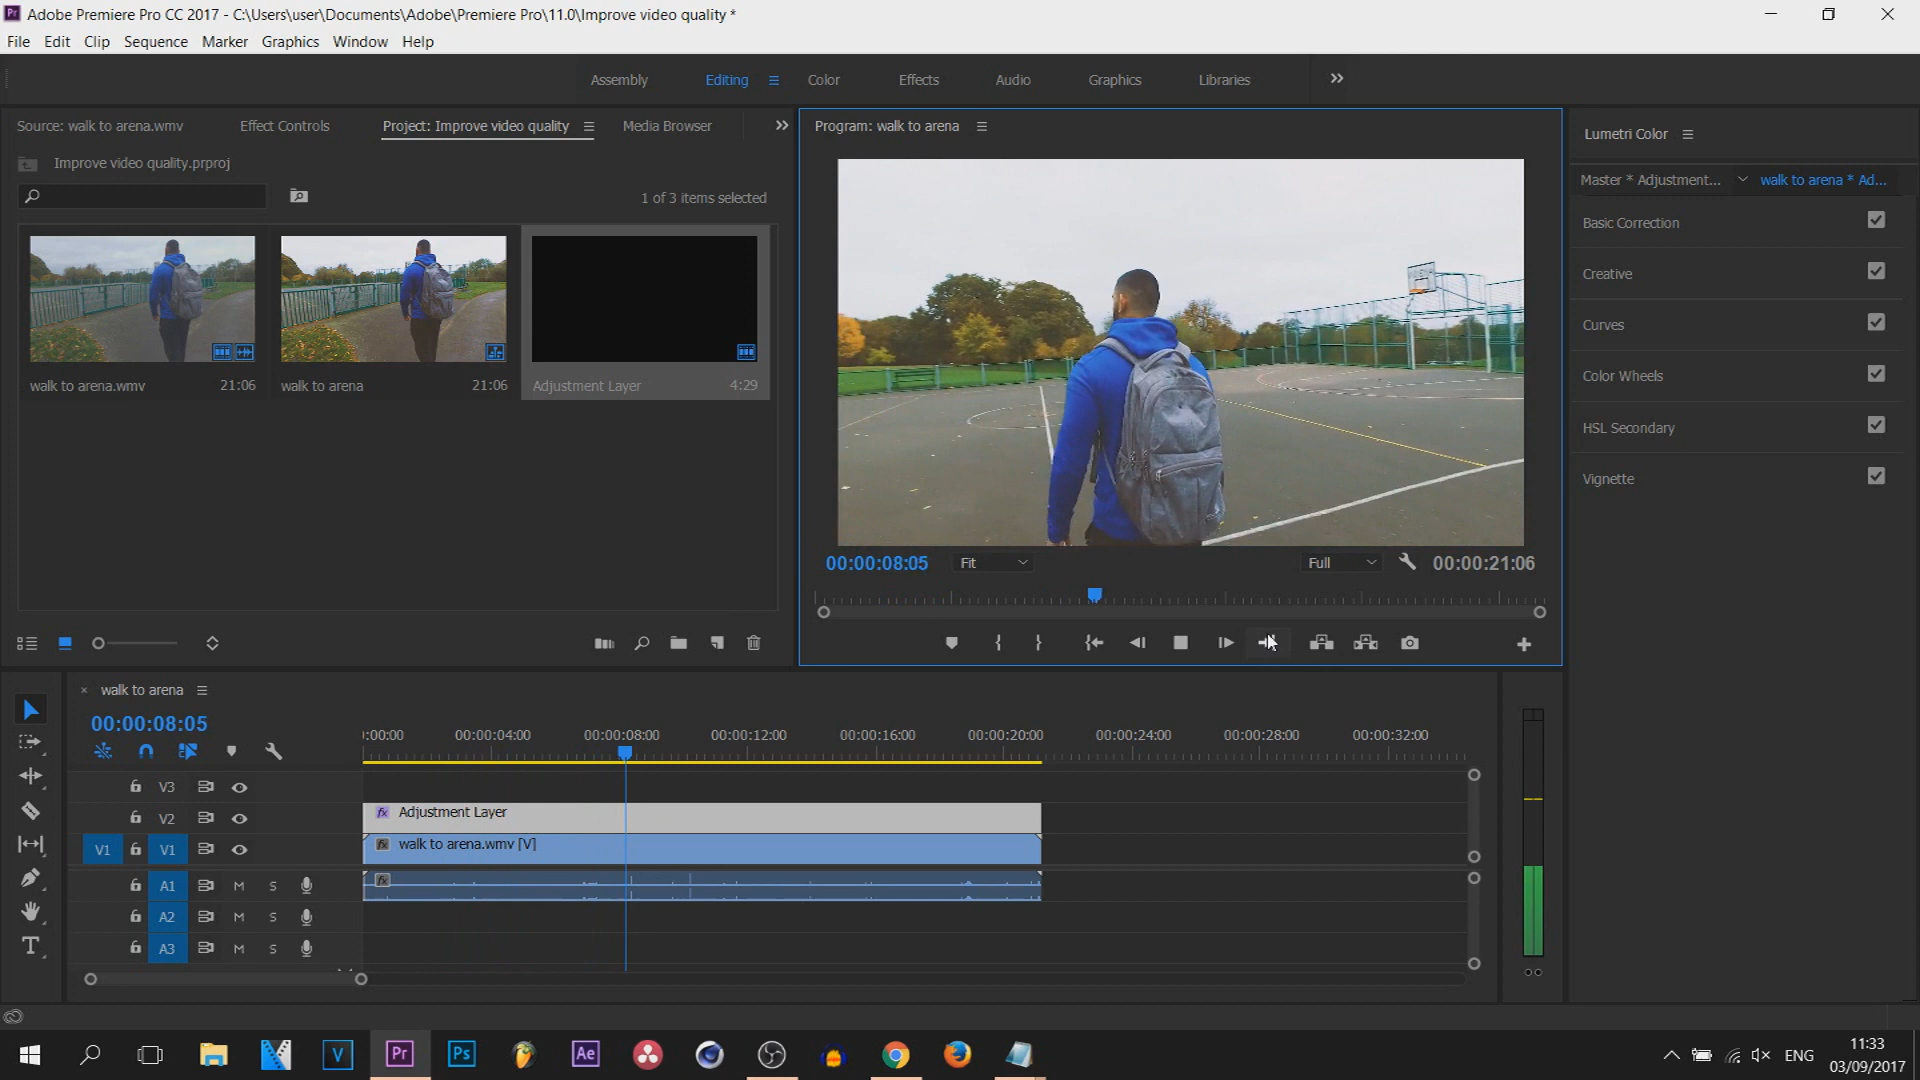 Pr Adobe Premiere Pro CC 2017 - C:\Users\user\Documents\Adobe\Premiere Pro\11.0\Improve video quality *
File Edit Clip Sequence Marker Graphics Window Help
Assembly Editing Color Effects Audio Graphics Libraries
Source: walk to arena.wmv Effect Controls Project: Improve video quality Media Browser
Program: walk to arena
Lumetri Color
Improve video quality.prproj
Master * Adjustment... walk to arena * Ad...
1 of 3 items selected
Basic Correction
Creative
Curves
Color Wheels
HSL Secondary
Vignette
walk to arena.wmv 21:06
walk to arena 21:06
Adjustment Layer 4:29
00:00:08:05 Fit Full 00:00:21:06
walk to arena
00:00:08:05
:00:00 00:00:04:00 00:00:08:00 00:00:12:00 00:00:16:00 00:00:20:00 00:00:24:00 00:00:28:00 00:00:32:00
V3
V2 fx Adjustment Layer
V1 V1 fx walk to arena.wmv [V]
A1 M S fx
A2 M S
A3 M S
T
V Pr Ps Ae
ENG
11:33
03/09/2017